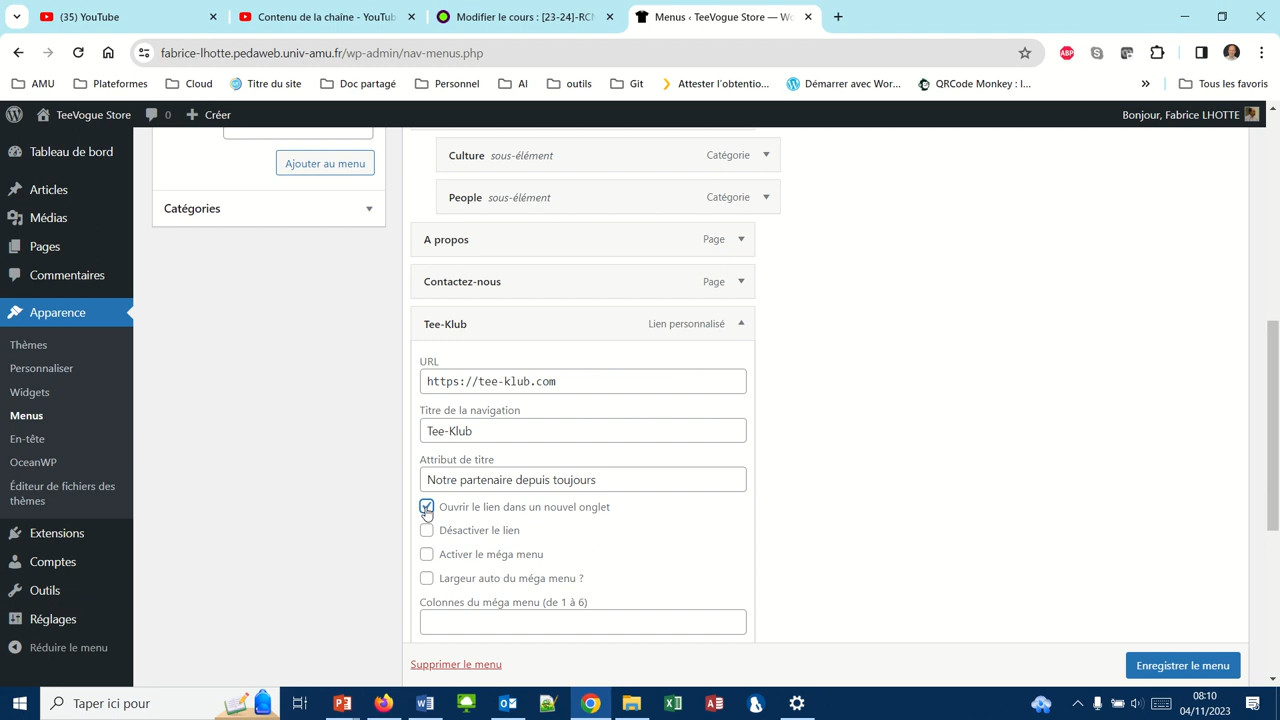 (35) YouTube
Contenu de la chaîne - YouTube
Modifier le cours : [23-24]-RCN
Menus ‹ TeeVogue Store — Wo
fabrice-lhotte.pedaweb.univ-amu.fr/wp-admin/nav-menus.php
AMU
Plateformes
Cloud
Titre du site
Doc partagé
Personnel
AI
outils
Git
Attester l'obtentio...
Démarrer avec Wor...
QRCode Monkey : l...
»
Tous les favoris
TeeVogue Store
0
Créer
Bonjour, Fabrice LHOTTE
Tableau de bord
Articles
Médias
Pages
Commentaires
Apparence
Thèmes
Personnaliser
Widgets
Menus
En-tête
OceanWP
Éditeur de fichiers des
thèmes
Extensions
Comptes
Outils
Réglages
Réduire le menu
Ajouter au menu
Catégories
Culture sous-élément Catégorie
People sous-élément Catégorie
A propos Page
Contactez-nous Page
Tee-Klub Lien personnalisé
URL
https://tee-klub.com
Titre de la navigation
Tee-Klub
Attribut de titre
Notre partenaire depuis toujours
Ouvrir le lien dans un nouvel onglet
Désactiver le lien
Activer le méga menu
Largeur auto du méga menu ?
Colonnes du méga menu (de 1 à 6)
Supprimer le menu
Enregistrer le menu
Taper ici pour
08:10
04/11/2023